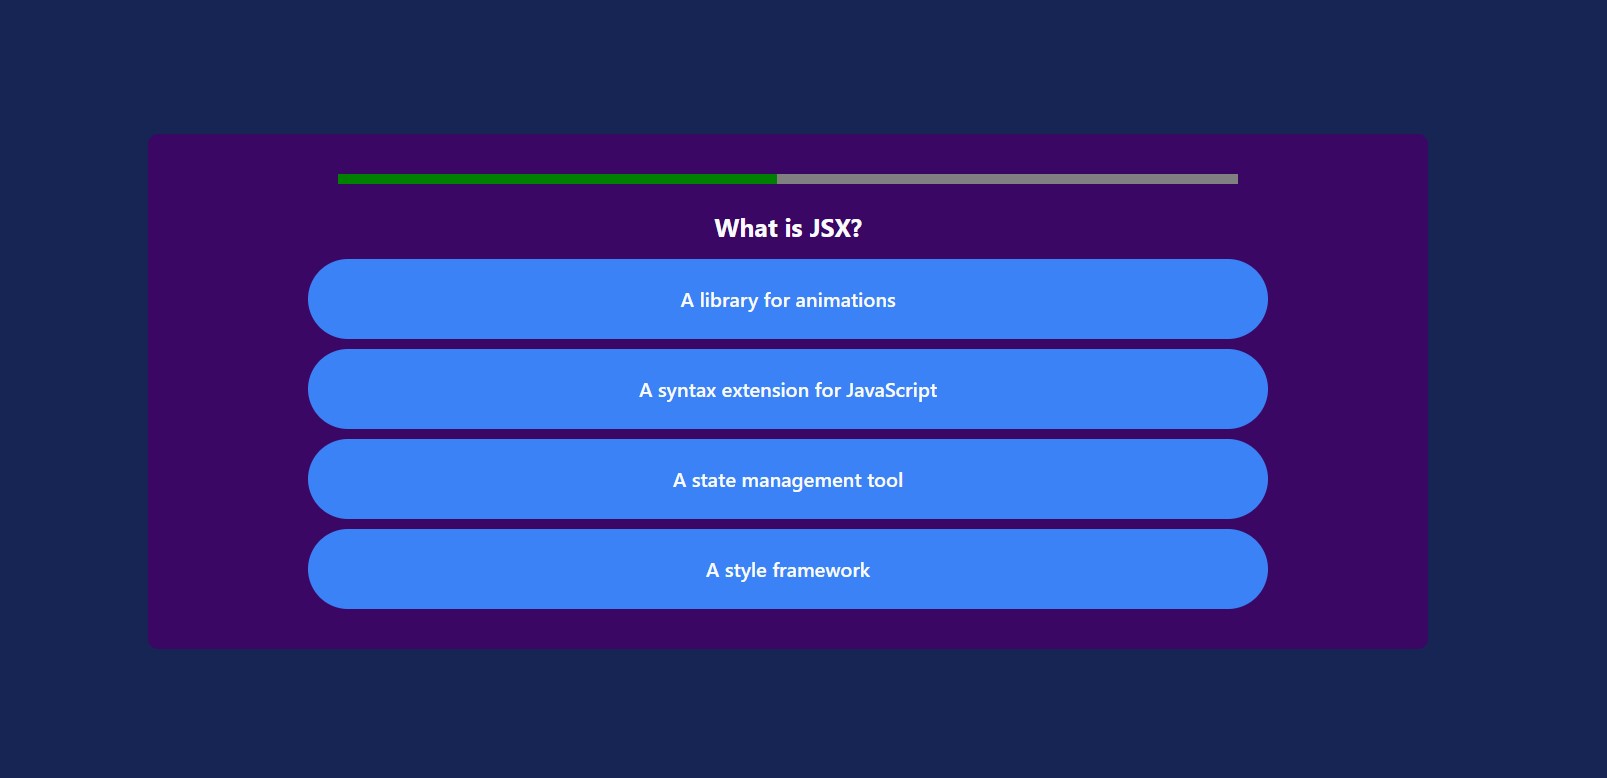 What is JSX?
A library for animations
A syntax extension for JavaScript
A state management tool
A style framework